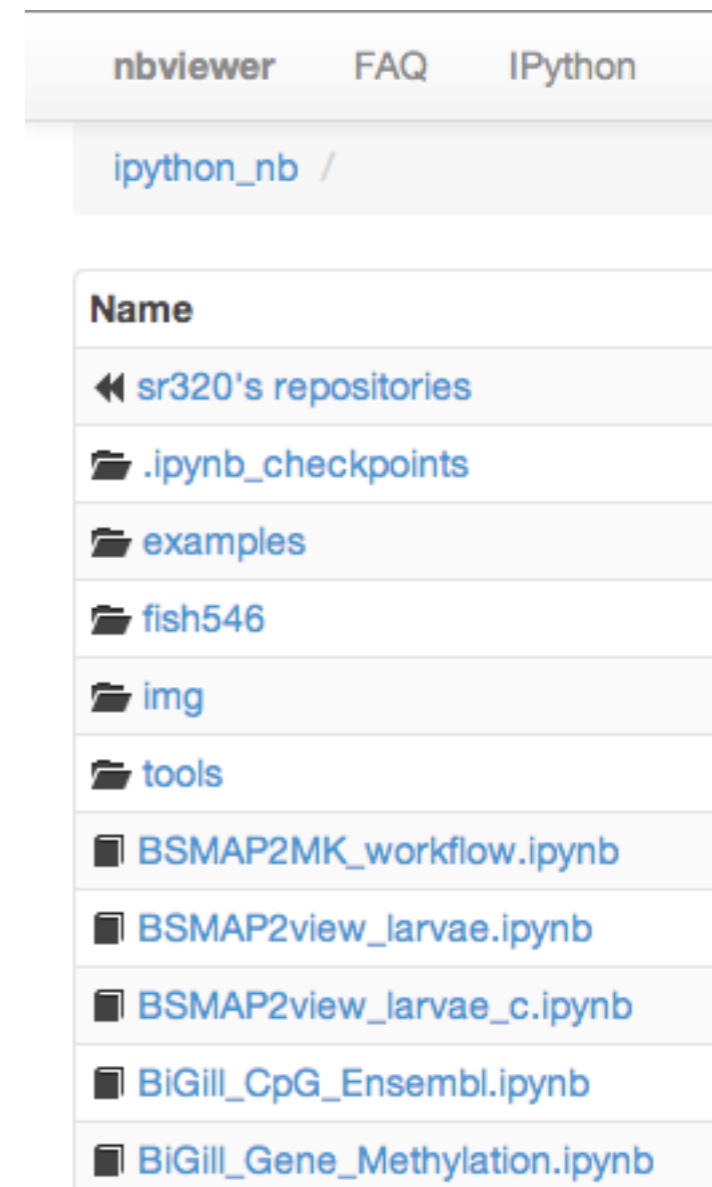 nbviewer FAQ IPython
ipython_nb /
Name
sr320's repositories
.ipynb_checkpoints
examples
fish546
img
tools
BSMAP2MK_workflow.ipynb
BSMAP2view_larvae.ipynb
BSMAP2view_larvae_c.ipynb
BiGill_CpG_Ensembl.ipynb
BiGill_Gene_Methylation.ipynb